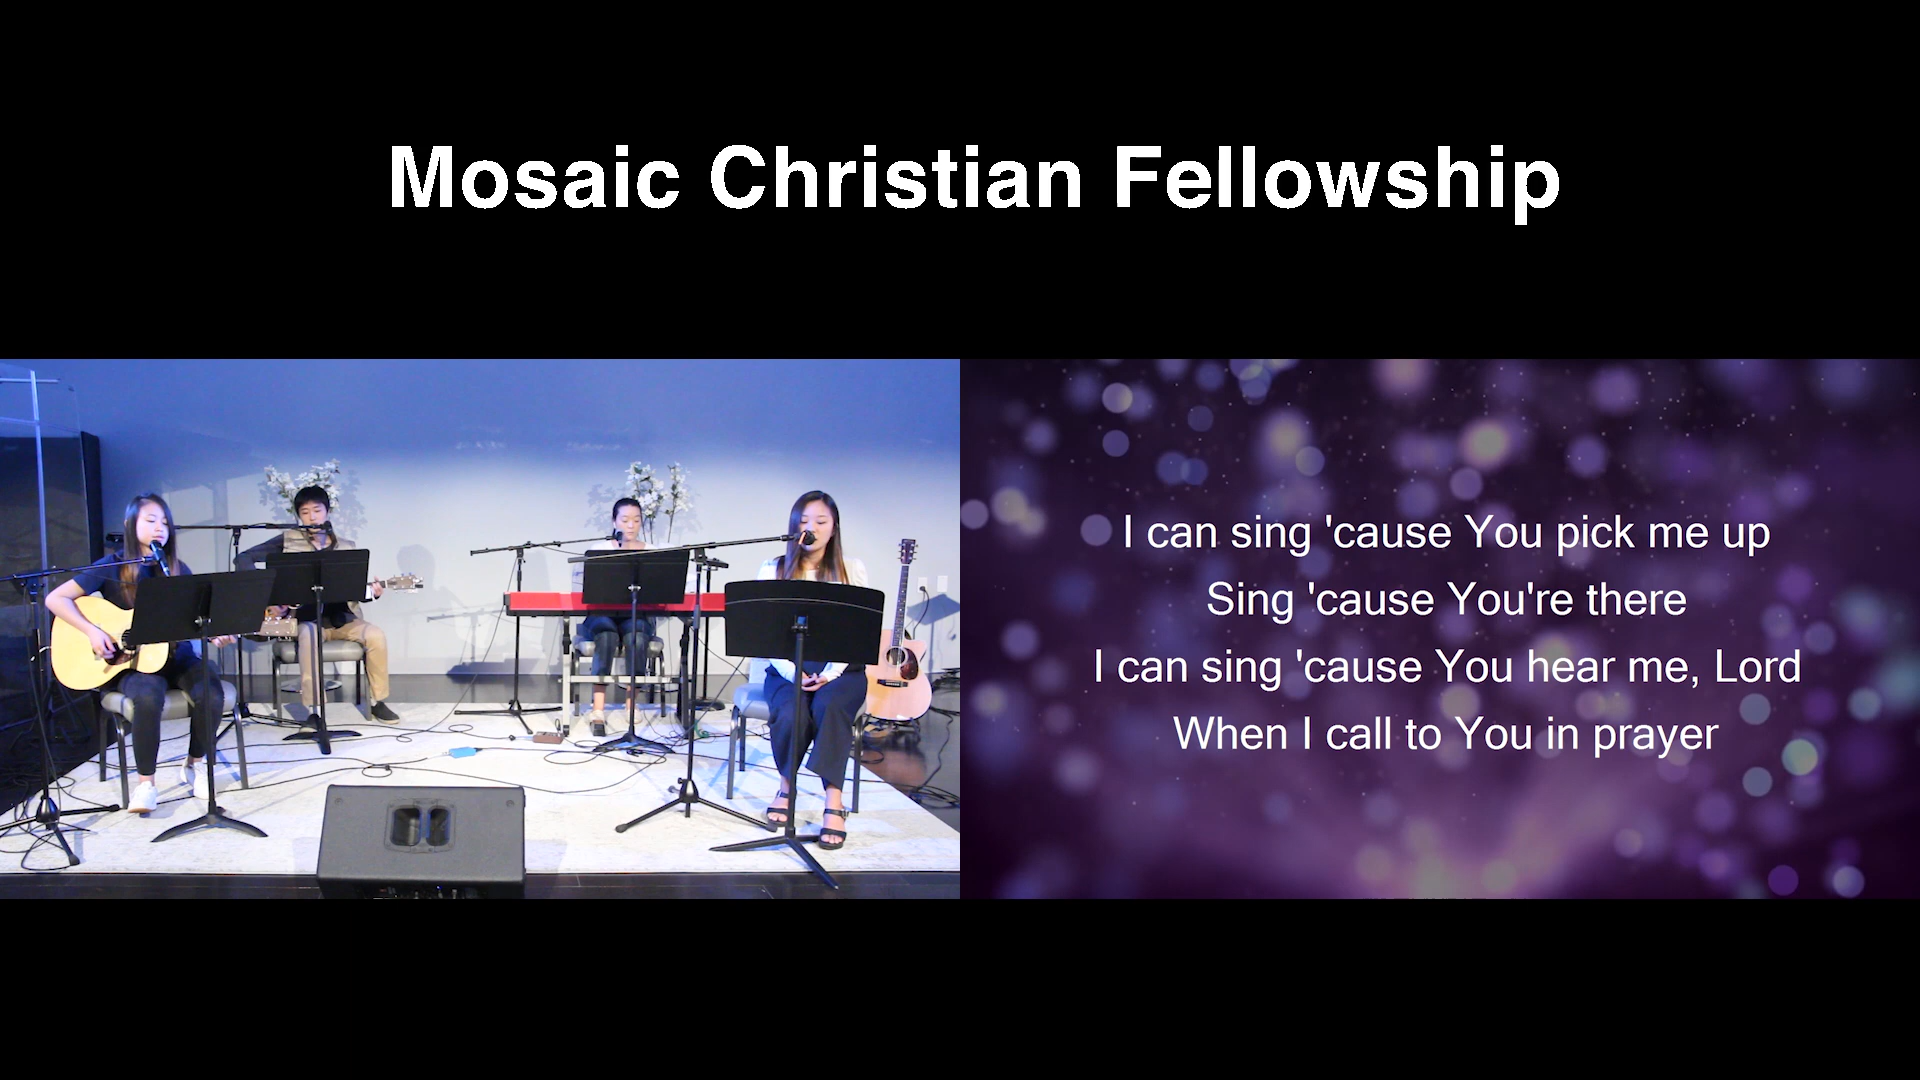 Mosaic Christian Fellowship
I can sing 'cause You pick me up
Sing 'cause You're there
I can sing 'cause You hear me, Lord
When I call to You in prayer